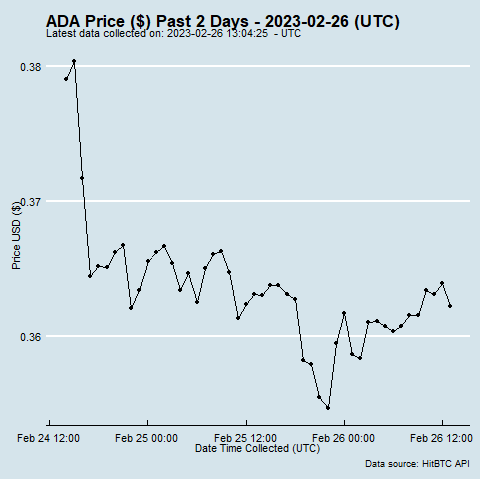 ADA Price ($) Past 2 Days - 2023-02-26 (UTC)
Latest data collected on: 2023-02-26 13:04:25 - UTC
0.38
0.37
0.36
Price USD ($)
Feb 24 12:00
Feb 25 00:00
Feb 25 12:00
Feb 26 00:00
Feb 26 12:00
Date Time Collected (UTC)
Data source: HitBTC API